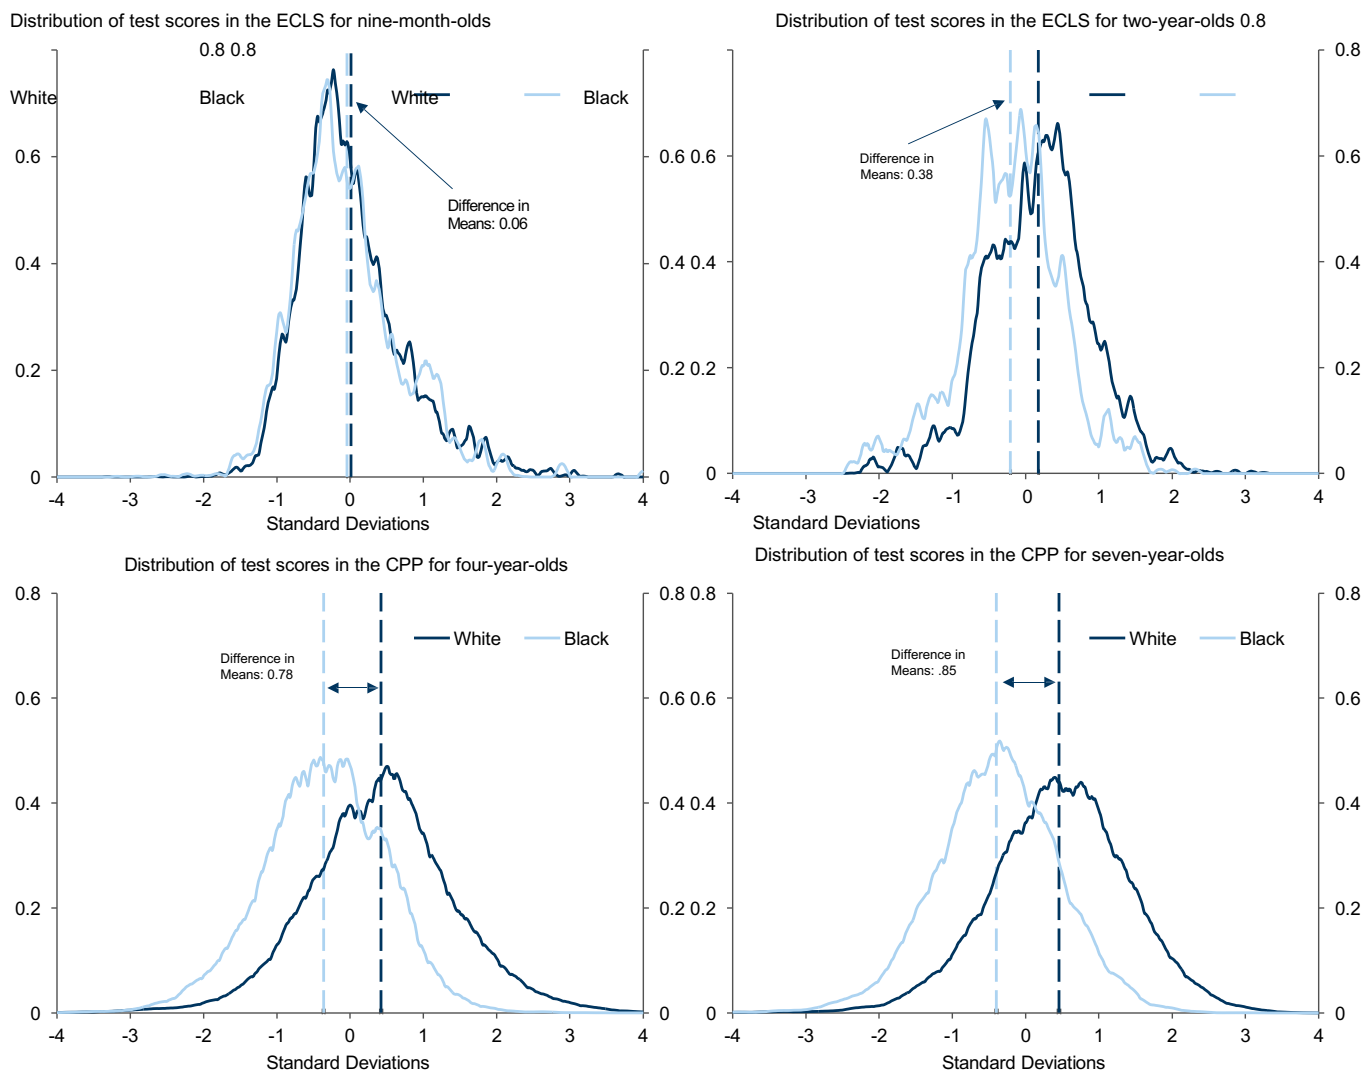 Distribution of test scores in the ECLS for nine-month-olds
0.8 0.8
White Black White Black
Difference in
Means: 0.06
0.6 0.6
0.4 0.4
0.2 0.2
0 0
-4 -3 -2 -1 0 1 2 3 4
Standard Deviations
Distribution of test scores in the ECLS for two-year-olds 0.8
0.8
Difference in
Means: 0.38
0.6 0.6
0.4 0.4
0.2 0.2
0 0
-4 -3 -2 -1 0 1 2 3 4
Standard Deviations
Distribution of test scores in the CPP for four-year-olds
0.8 0.8
White Black
Difference in
Means: 0.78
0.6 0.6
0.4 0.4
0.2 0.2
0 0
-4 -3 -2 -1 0 1 2 3 4
Standard Deviations
Distribution of test scores in the CPP for seven-year-olds
0.8 0.8
White Black
Difference in
Means: .85
0.6 0.6
0.4 0.4
0.2 0.2
0 0
-4 -3 -2 -1 0 1 2 3 4
Standard Deviations